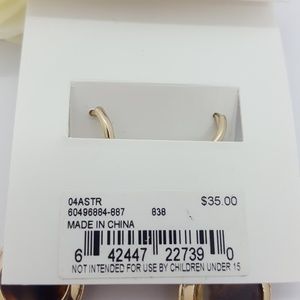 04ASTR $35.00
60496884-887 838
MADE IN CHINA
6 42447 22739 0
NOT INTENDED FOR USE BY CHILDREN UNDER 15